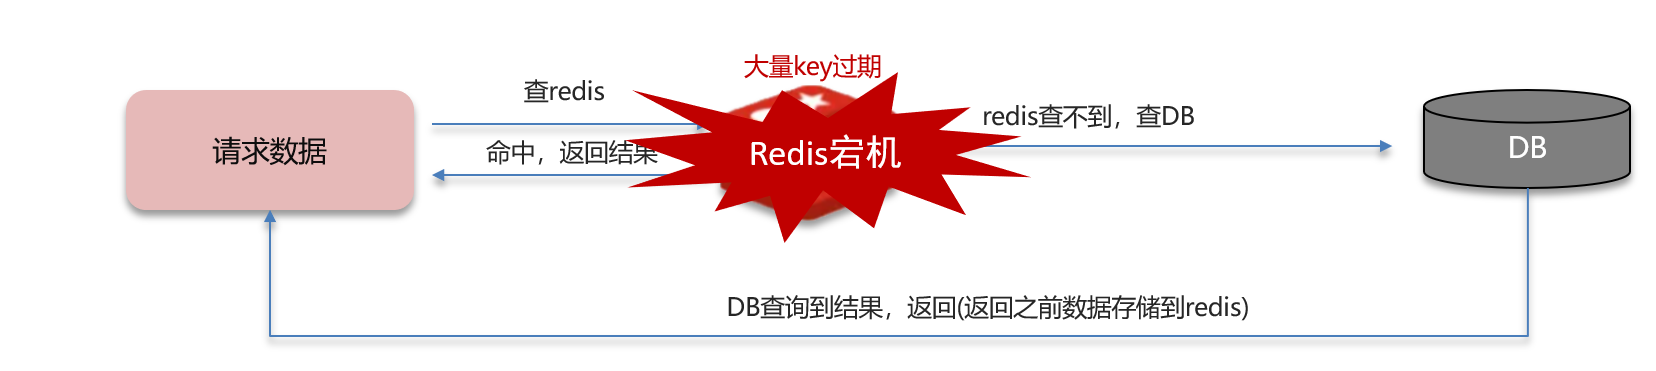 大量key过期
查redis
redis查不到，查DB
请求数据
命中，返回结果
Redis宕机
DB
DB查询到结果，返回(返回之前数据存储到redis)